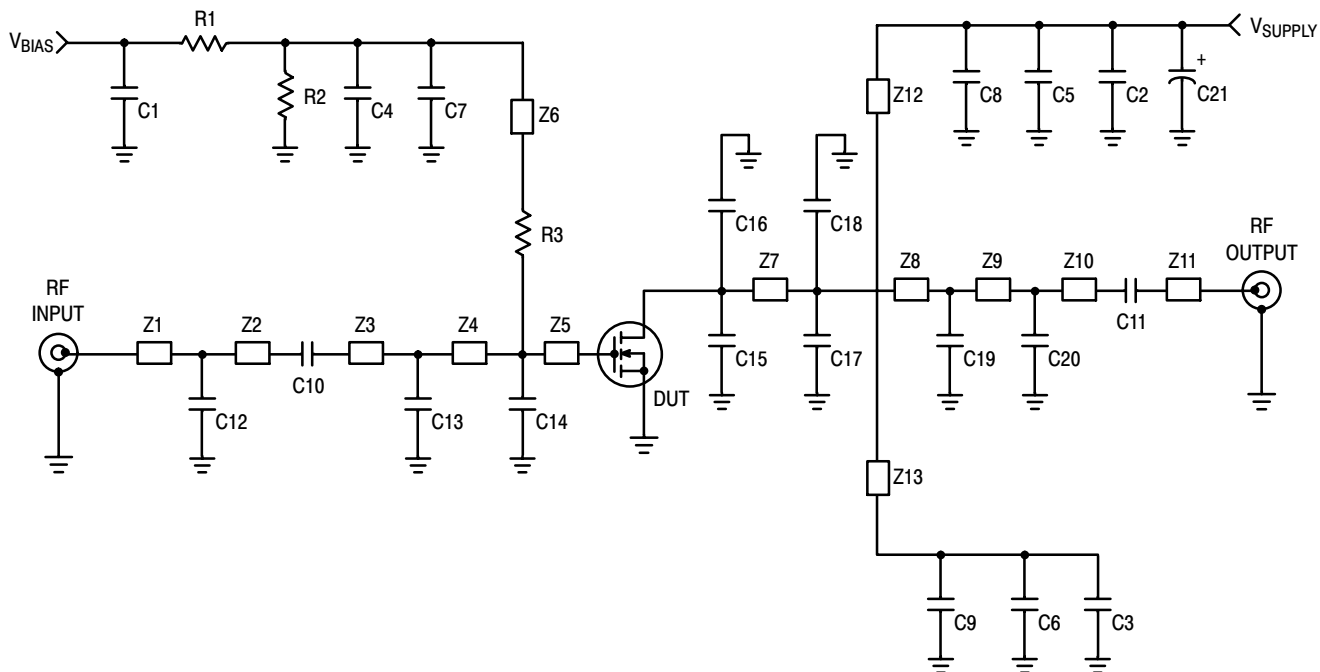 R1
V_BIAS
V_SUPPLY
C1
R2
C4
C7
Z6
Z12
C8
C5
C2
+
C21
C16
C18
R3
RF
INPUT
Z1
Z2
Z3
Z4
Z5
Z7
Z8
Z9
Z10
Z11
RF
OUTPUT
C10
C11
C12
C13
C14
DUT
C15
C17
C19
C20
Z13
C9
C6
C3